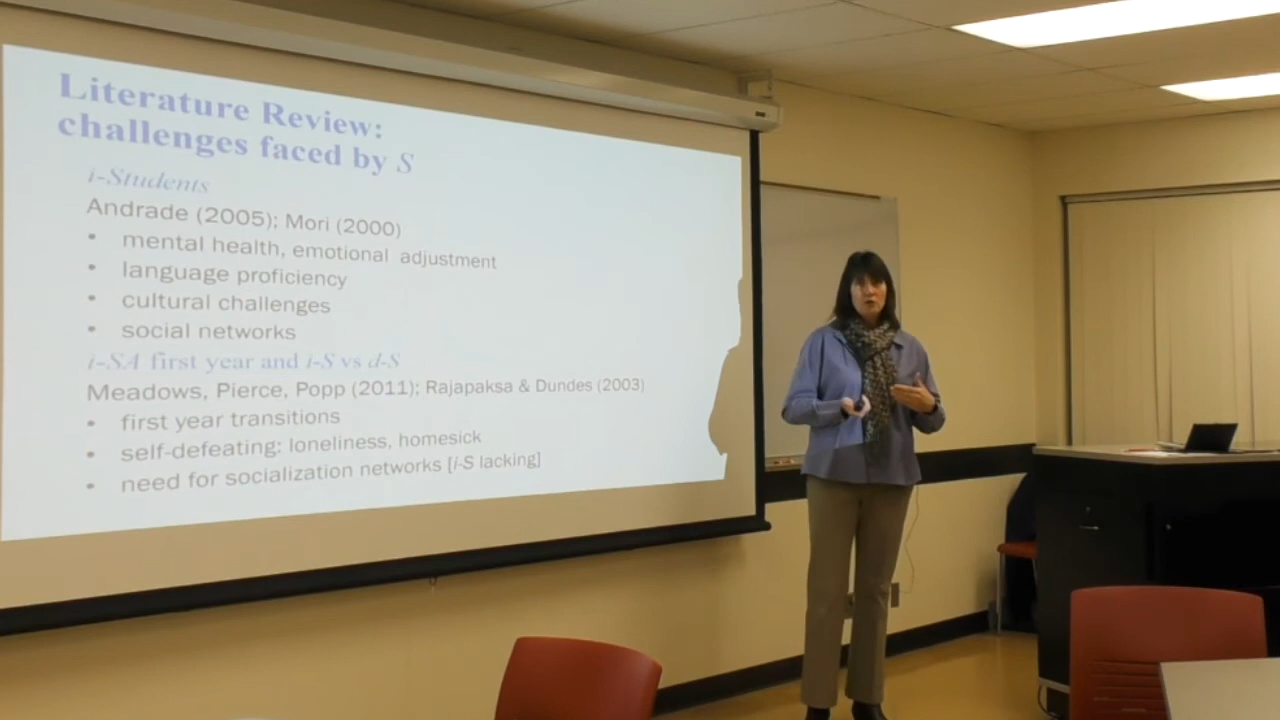 Literature Review:
challenges faced by S
i-Students
Andrade (2005); Mori (2000)
• mental health, emotional adjustment
• language proficiency
• cultural challenges
• social networks
i-SA first year and i-S vs d-S
Meadows, Pierce, Popp (2011); Rajapaksa & Dundes (2003)
• first year transitions
• self-defeating: loneliness, homesick
• need for socialization networks [i-S lacking]